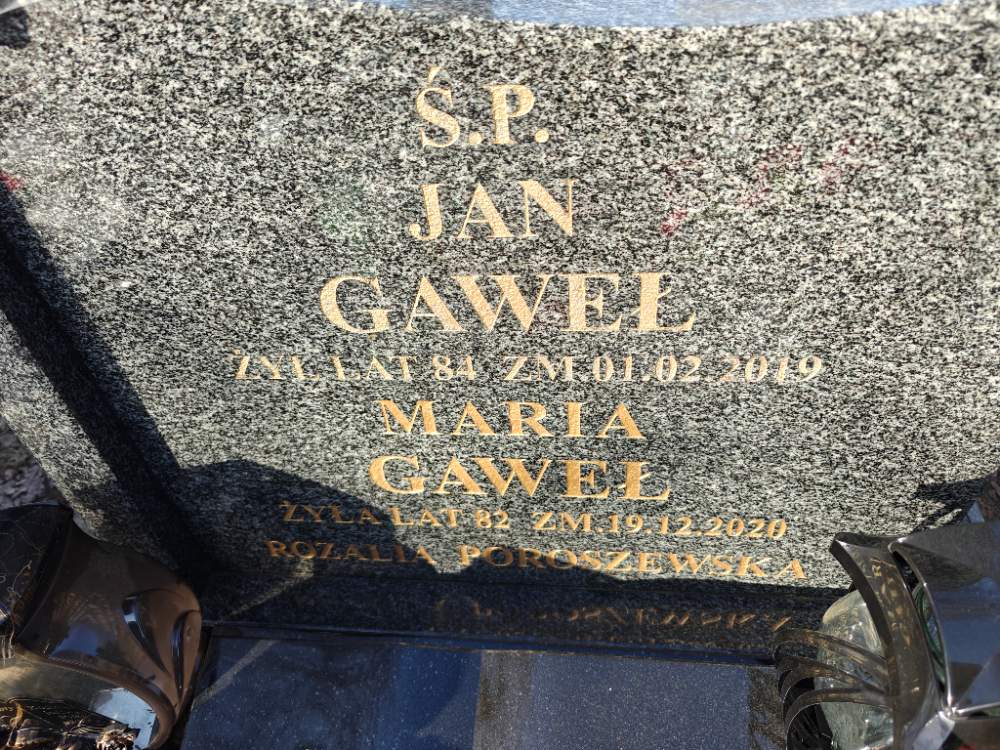 Ś.P.
JAN
GAWEŁ
ŻYŁ LAT 84 ZM.01.02.2019
MARIA
GAWEŁ
ŻYŁA LAT 82 ZM.19.12.2020
ROZALIA POROSZEWSKA